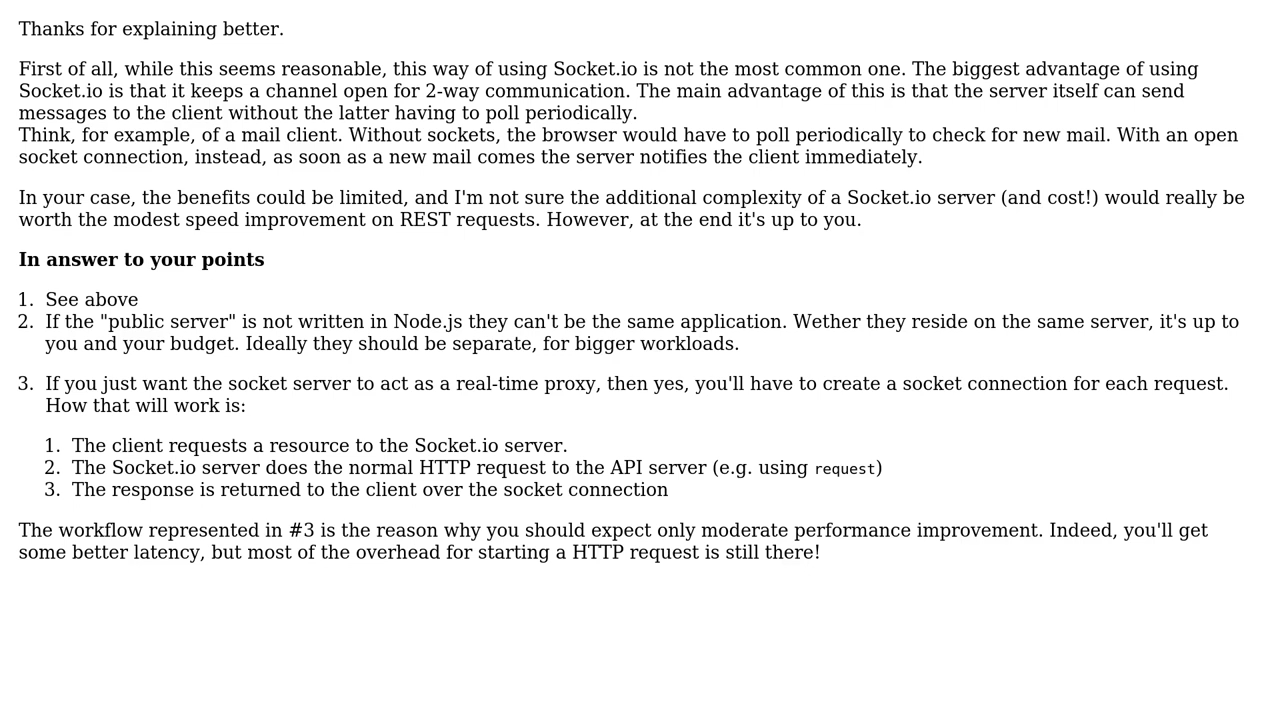 Thanks for explaining better.
First of all, while this seems reasonable, this way of using Socket.io is not the most common one. The biggest advantage of using
Socket.io is that it keeps a channel open for 2-way communication. The main advantage of this is that the server itself can send
messages to the client without the latter having to poll periodically.
Think, for example, of a mail client. Without sockets, the browser would have to poll periodically to check for new mail. With an open
socket connection, instead, as soon as a new mail comes the server notifies the client immediately.
In your case, the benefits could be limited, and I'm not sure the additional complexity of a Socket.io server (and cost!) would really be
worth the modest speed improvement on REST requests. However, at the end it's up to you.
In answer to your points
1. See above
2. If the "public server" is not written in Node.js they can't be the same application. Wether they reside on the same server, it's up to
you and your budget. Ideally they should be separate, for bigger workloads.
3. If you just want the socket server to act as a real-time proxy, then yes, you'll have to create a socket connection for each request.
How that will work is:
1. The client requests a resource to the Socket.io server.
2. The Socket.io server does the normal HTTP request to the API server (e.g. using request)
3. The response is returned to the client over the socket connection
The workflow represented in #3 is the reason why you should expect only moderate performance improvement. Indeed, you'll get
some better latency, but most of the overhead for starting a HTTP request is still there!